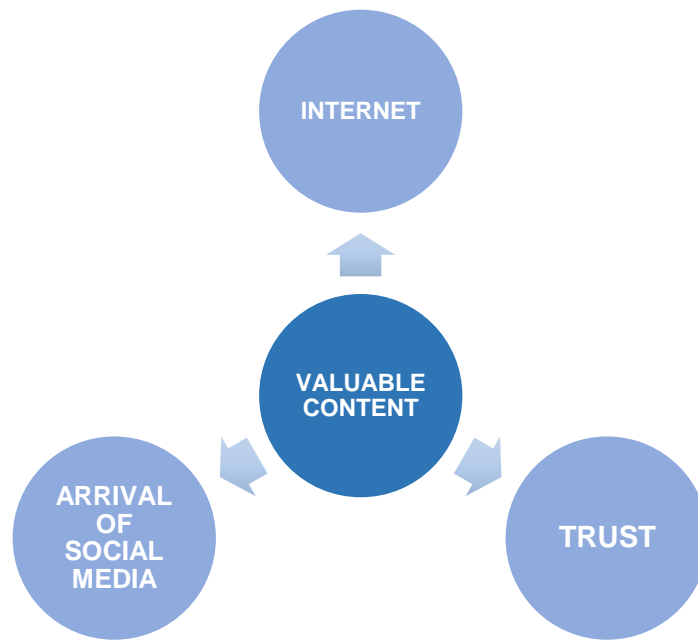 INTERNET
VALUABLE
CONTENT
ARRIVAL
OF
SOCIAL
MEDIA
TRUST